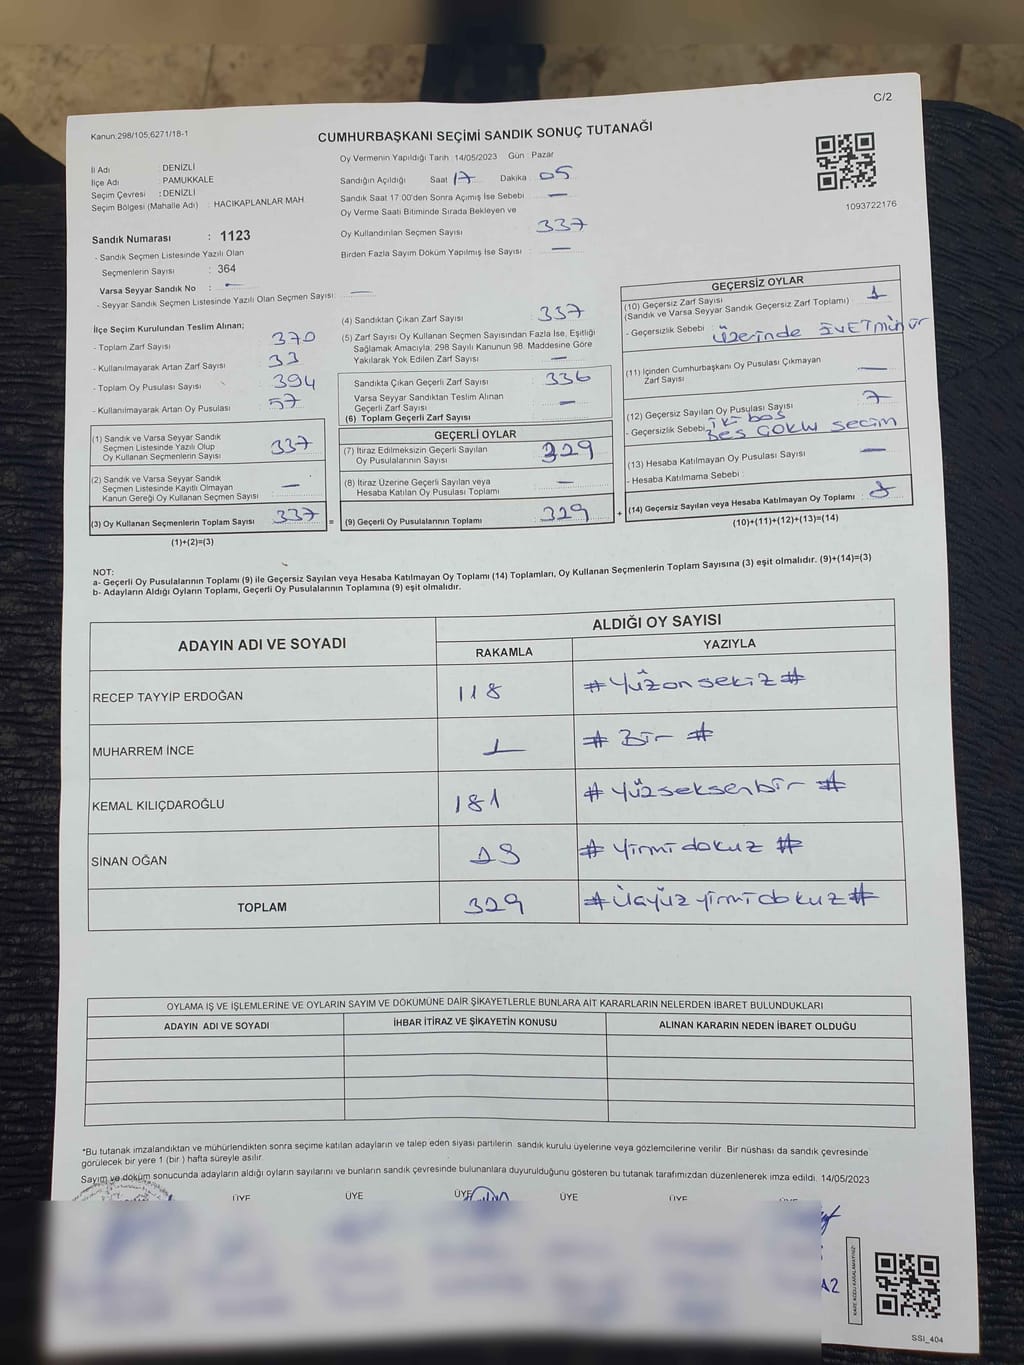 C/2
Kanun.298/105,6271/18-1
CUMHURBAŞKANI SEÇİMİ SANDIK SONUÇ TUTANAĞI
İl Adı : DENİZLİ
İlçe Adı : PAMUKKALE
Seçim Çevresi : DENİZLİ
Seçim Bölgesi (Mahalle Adı) : HACIKAPLANLAR MAH.
Sandık Numarası : 1123
- Sandık Seçmen Listesinde Yazılı Olan
Seçmenlerin Sayısı : 364
Varsa Seyyar Sandık No : —
- Seyyar Sandık Seçmen Listesinde Yazılı Olan Seçmen Sayısı : —
Oy Vermenin Yapıldığı Tarih : 14/05/2023 Gün : Pazar
Sandığın Açıldığı Saat 17 Dakika 05
Sandık Saat 17:00'den Sonra Açımış İse Sebebi : —
Oy Verme Saati Bitiminde Sırada Bekleyen ve
Oy Kullandırılan Seçmen Sayısı : 337
Birden Fazla Sayım Döküm Yapılmış İse Sayısı : —
1093722176
İlçe Seçim Kurulundan Teslim Alınan;
- Toplam Zarf Sayısı : 370
- Kullanılmayarak Artan Zarf Sayısı : 33
- Toplam Oy Pusulası Sayısı : 394
- Kullanılmayarak Artan Oy Pusulası : 57
(1) Sandık ve Varsa Seyyar Sandık
Seçmen Listesinde Yazılı Olup
Oy Kullanan Seçmenlerin Sayısı : 337
(2) Sandık ve Varsa Seyyar Sandık
Seçmen Listesinde Kayıtlı Olmayan
Kanun Gereği Oy Kullanan Seçmen Sayısı : —
(3) Oy Kullanan Seçmenlerin Toplam Sayısı 337
(1)+(2)=(3)
=
(4) Sandıktan Çıkan Zarf Sayısı : 337
(5) Zarf Sayısı Oy Kullanan Seçmen Sayısından Fazla İse, Eşitliği
Sağlamak Amacıyla; 298 Sayılı Kanunun 98. Maddesine Göre
Yakılarak Yok Edilen Zarf Sayısı : —
Sandıkta Çıkan Geçerli Zarf Sayısı : 336
Varsa Seyyar Sandıktan Teslim Alınan
Geçerli Zarf Sayısı : —
(6) Toplam Geçerli Zarf Sayısı
GEÇERLİ OYLAR
(7) İtiraz Edilmeksizin Geçerli Sayılan
Oy Pusulalarının Sayısı : 329
(8) İtiraz Üzerine Geçerli Sayılan veya
Hesaba Katılan Oy Pusulası Toplamı : —
(9) Geçerli Oy Pusulalarının Toplamı : 329
+
GEÇERSİZ OYLAR
(10) Geçersiz Zarf Sayısı
(Sandık ve Varsa Seyyar Sandık Geçersiz Zarf Toplamı) : 1
- Geçersizlik Sebebi : üzerinde EVET mühür
(11) İçinden Cumhurbaşkanı Oy Pusulası Çıkmayan
Zarf Sayısı : —
(12) Geçersiz Sayılan Oy Pusulası Sayısı : 7
iki boş
- Geçersizlik Sebebi : beş ÇOKLU seçim
(13) Hesaba Katılmayan Oy Pusulası Sayısı : —
- Hesaba Katılmama Sebebi :
(14) Geçersiz Sayılan veya Hesaba Katılmayan Oy Toplamı : 8
(10)+(11)+(12)+(13)=(14)
NOT:
a- Geçerli Oy Pusulalarının Toplamı (9) ile Geçersiz Sayılan veya Hesaba Katılmayan Oy Toplamı (14) Toplamları, Oy Kullanan Seçmenlerin Toplam Sayısına (3) eşit olmalıdır. (9)+(14)=(3)
b- Adayların Aldığı Oyların Toplamı, Geçerli Oy Pusulalarının Toplamına (9) eşit olmalıdır.
ADAYIN ADI VE SOYADI
ALDIĞI OY SAYISI
RAKAMLA YAZIYLA
RECEP TAYYİP ERDOĞAN 118 # Yüzonsekiz #
MUHARREM İNCE 1 # Bir #
KEMAL KILIÇDAROĞLU 181 # Yüzseksenbir #
SİNAN OĞAN 29 # Yirmidokuz #
TOPLAM 329 # Üçyüzyirmidokuz #
OYLAMA İŞ VE İŞLEMLERİNE VE OYLARIN SAYIM VE DÖKÜMÜNE DAİR ŞİKAYETLERLE BUNLARA AİT KARARLARIN NELERDEN İBARET BULUNDUKLARI
ADAYIN ADI VE SOYADI İHBAR İTİRAZ VE ŞİKAYETİN KONUSU ALINAN KARARIN NEDEN İBARET OLDUĞU
*Bu tutanak imzalandıktan ve mühürlendikten sonra seçime katılan adayların ve talep eden siyasi partilerin sandık kurulu üyelerine veya gözlemcilerine verilir. Bir nüshası da sandık çevresinde
görülecek bir yere 1 (bir) hafta süreyle asılır.
Sayım ve döküm sonucunda adayların aldığı oyların sayılarını ve bunların sandık çevresinde bulunanlara duyurulduğunu gösteren bu tutanak tarafımızdan düzenlenerek imza edildi. 14/05/2023
ÜYE ÜYE ÜYE ÜYE ÜYE ÜYE
A2
SSI_404